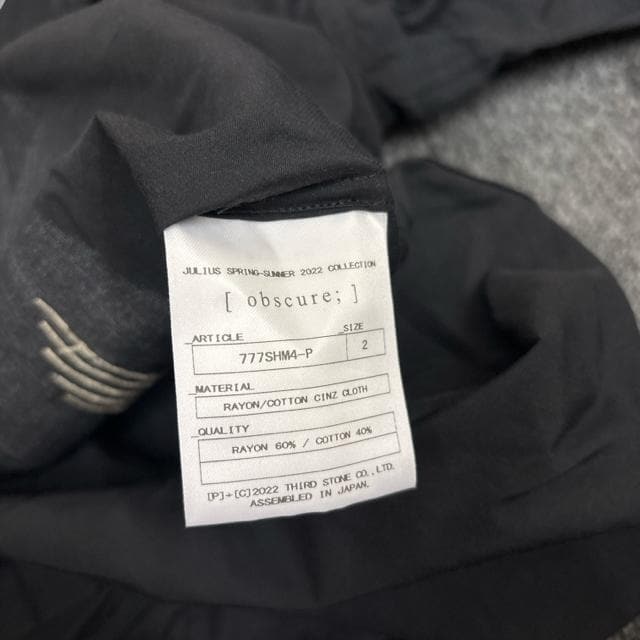 JULIUS SPRING-SUMMER 2022 COLLECTION
[ obscure; ]
ARTICLE SIZE
777SHM4-P 2
MATERIAL
RAYON/COTTON CINZ CLOTH
QUALITY
RAYON 60% / COTTON 40%
[P]+[C]2022 THIRD STONE CO.,LTD.
ASSEMBLED IN JAPAN.